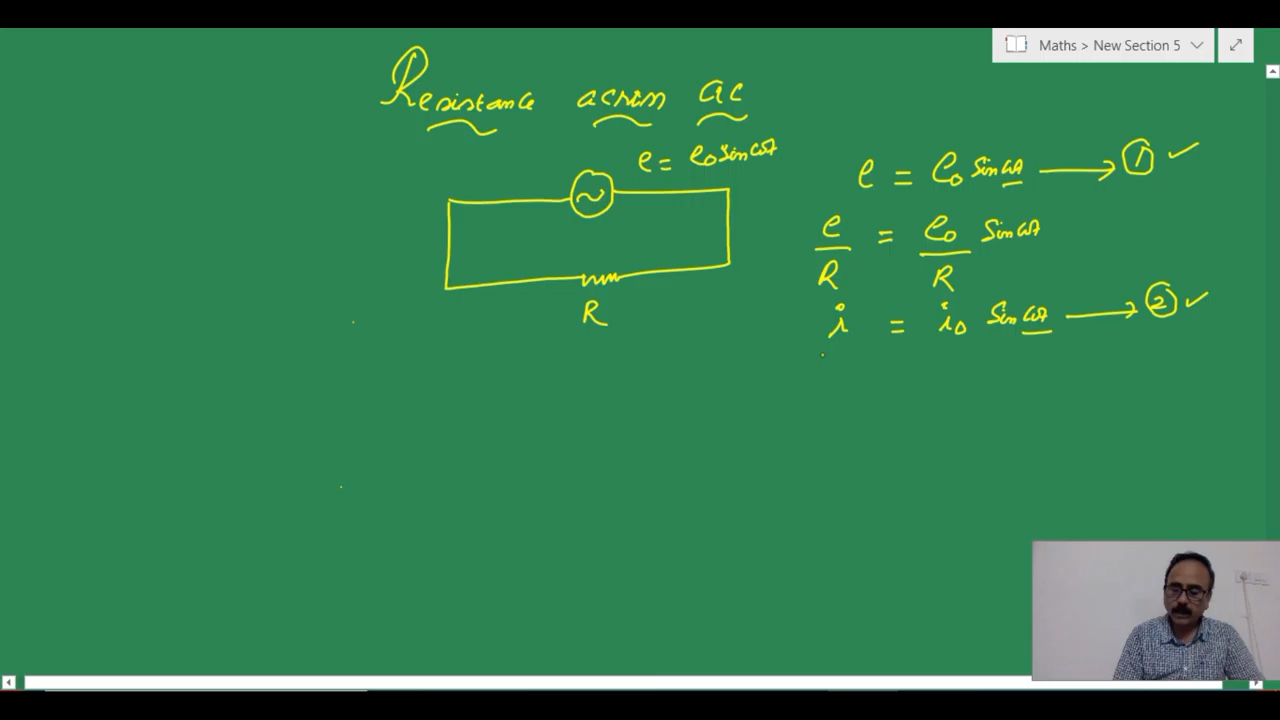 Maths > New Section 5
Resistance across ac
e = e₀ sin ωt
R
e = e₀ sin ωt → ① ✓
e/R = e₀/R sin ωt
i = i₀ sin ωt → ② ✓